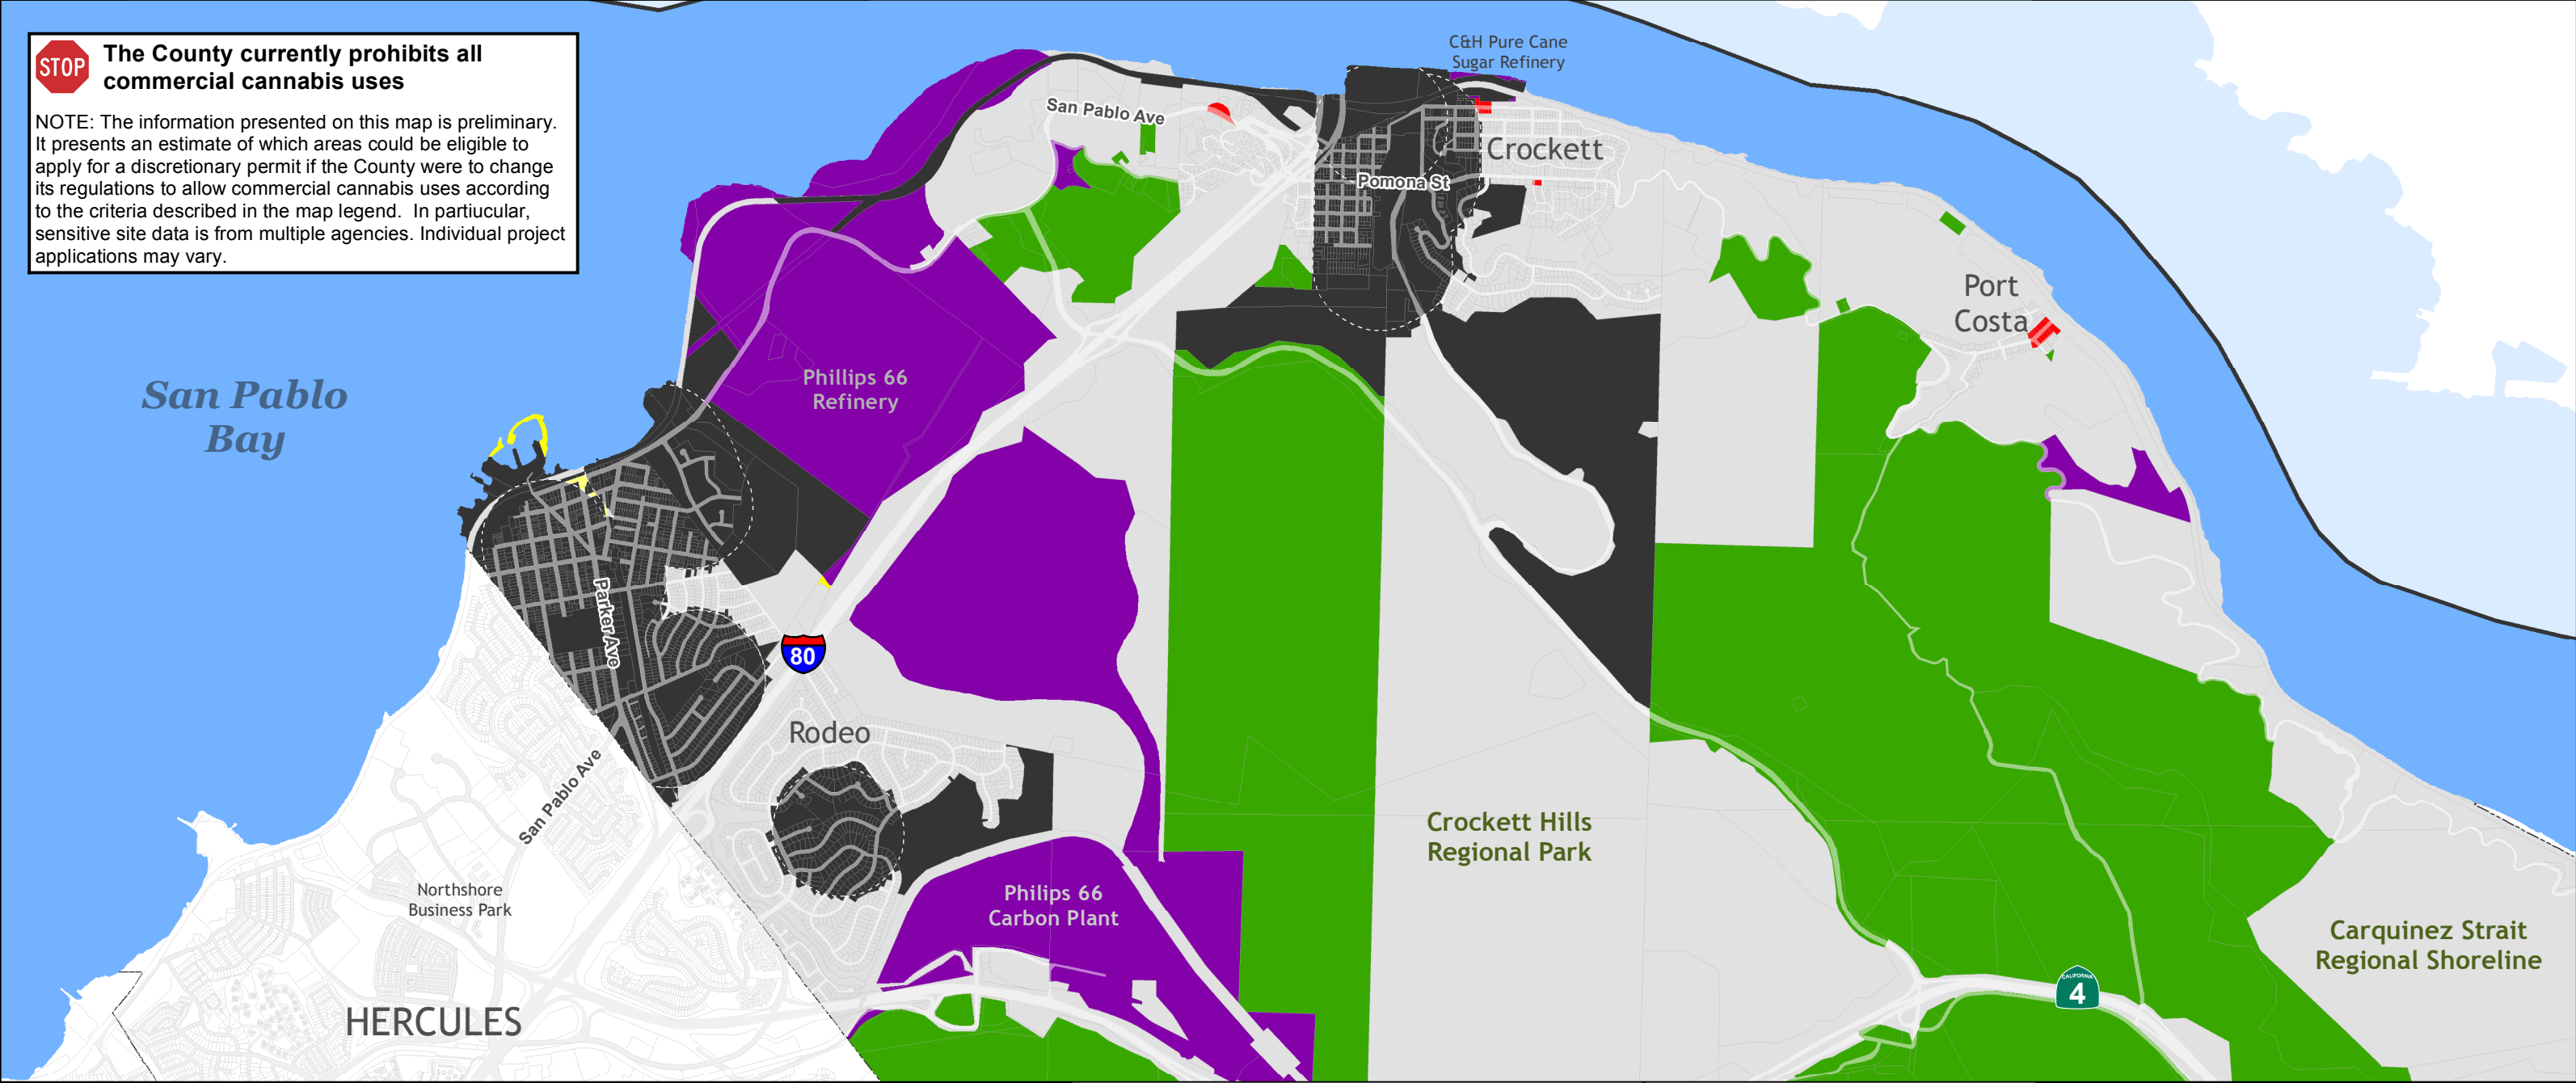 STOP
The County currently prohibits all
commercial cannabis uses
NOTE: The information presented on this map is preliminary.
It presents an estimate of which areas could be eligible to
apply for a discretionary permit if the County were to change
its regulations to allow commercial cannabis uses according
to the criteria described in the map legend. In partiucular,
sensitive site data is from multiple agencies. Individual project
applications may vary.
C&H Pure Cane
Sugar Refinery
San Pablo Ave
Crockett
Pomona St
Port
Costa
San Pablo
Bay
Phillips 66
Refinery
Parker Ave
80
Rodeo
San Pablo Ave
Crockett Hills
Regional Park
Northshore
Business Park
Philips 66
Carbon Plant
Carquinez Strait
Regional Shoreline
CALIFORNIA
4
HERCULES